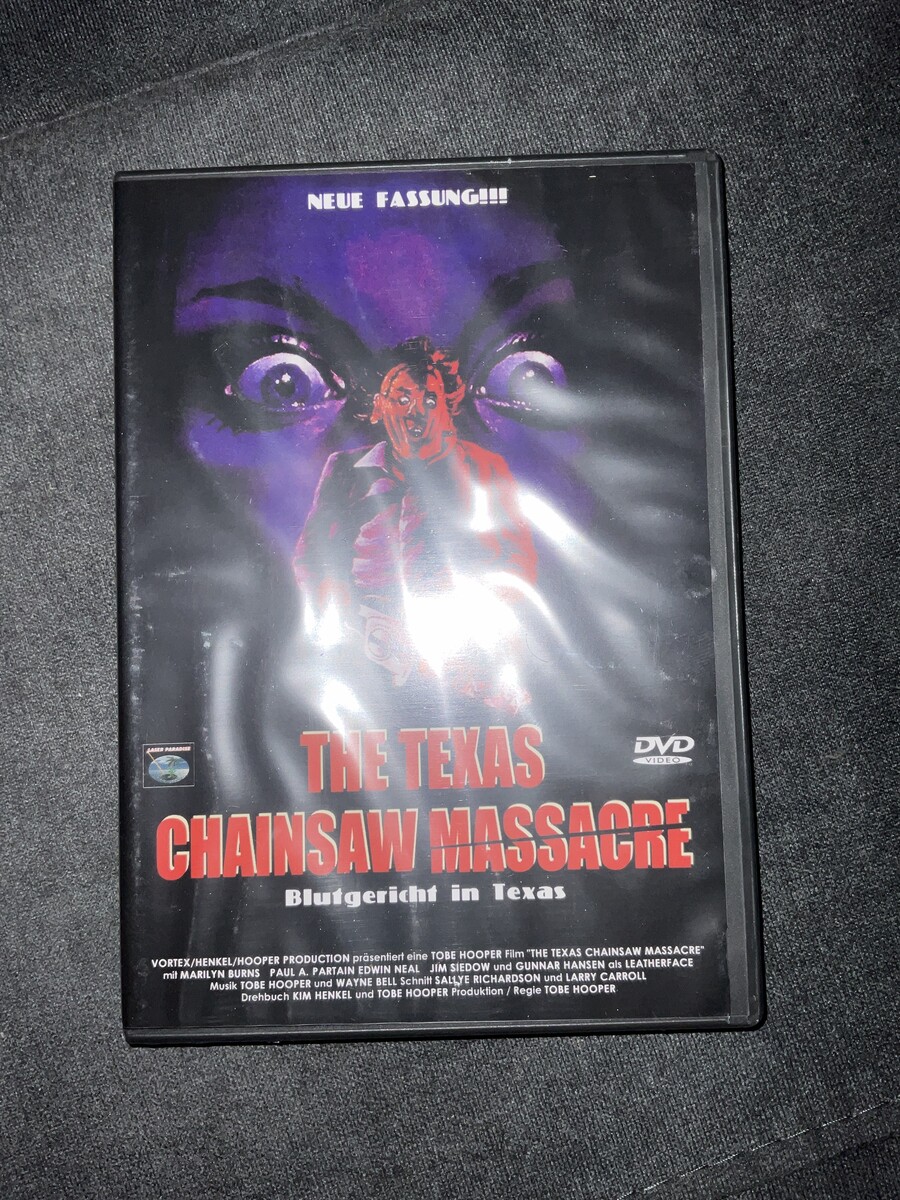 NEUE FASSUNG!!!
LASER PARADISE
DVD
VIDEO
THE TEXAS
CHAINSAW MASSACRE
Blutgericht in Texas
VORTEX/HENKEL/HOOPER PRODUCTION präsentiert eine TOBE HOOPER Film "THE TEXAS CHAINSAW MASSACRE"
mit MARILYN BURNS PAUL A. PARTAIN EDWIN NEAL JIM SIEDOW und GUNNAR HANSEN als LEATHERFACE
Musik TOBE HOOPER und WAYNE BELL Schnitt SALLYE RICHARDSON und LARRY CARROLL
Drehbuch KIM HENKEL und TOBE HOOPER Produktion / Regie TOBE HOOPER